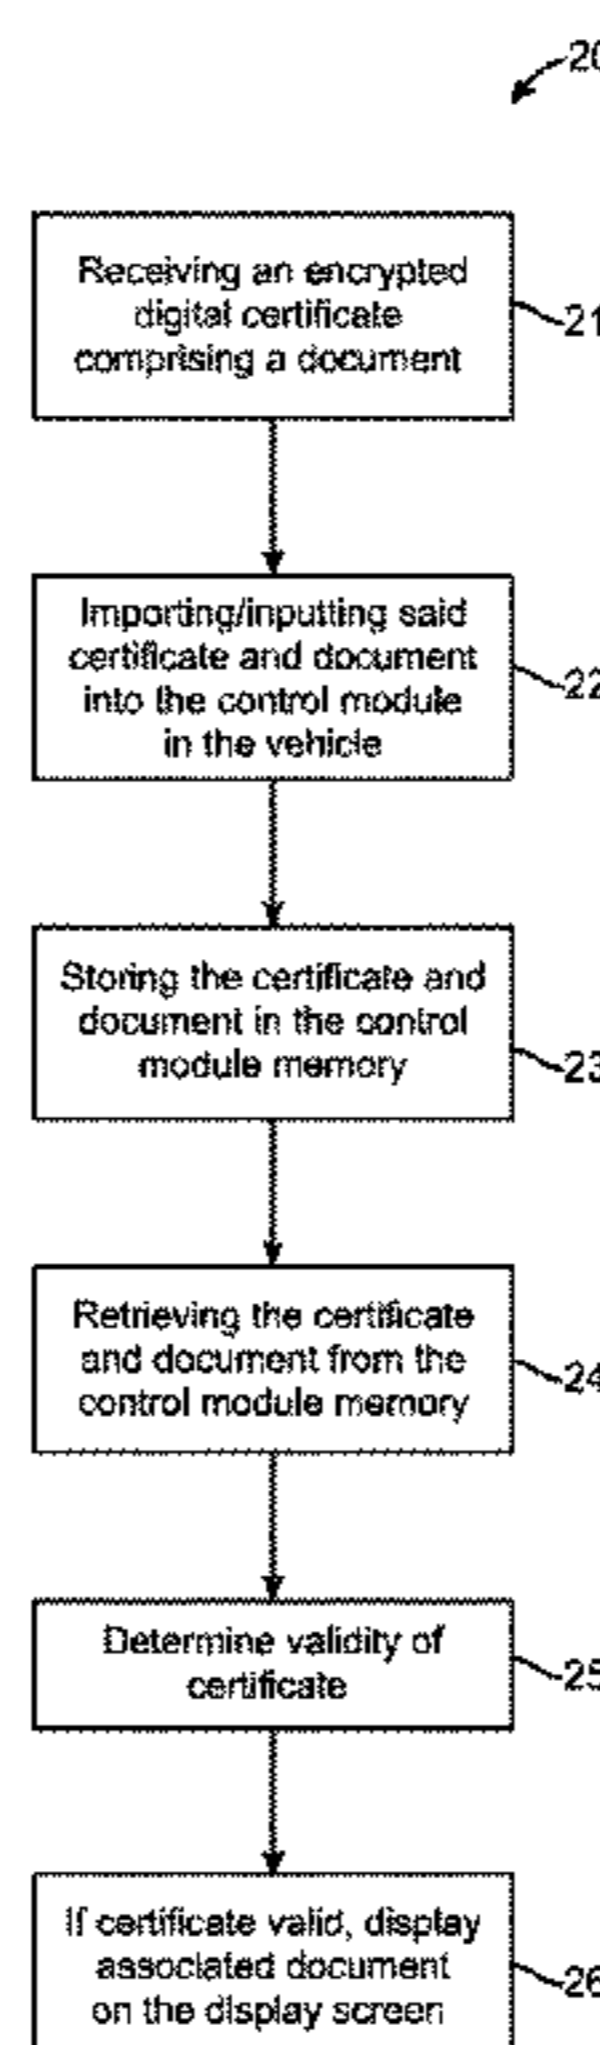 20
Receiving an encrypted
digital certificate
comprising a document
21
Importing/inputting said
certificate and document
into the control module
in the vehicle
22
Storing the certificate and
document in the control
module memory
23
Retrieving the certificate
and document from the
control module memory
24
Determine validity of
certificate
25
If certificate valid, display
associated document
on the display screen
26